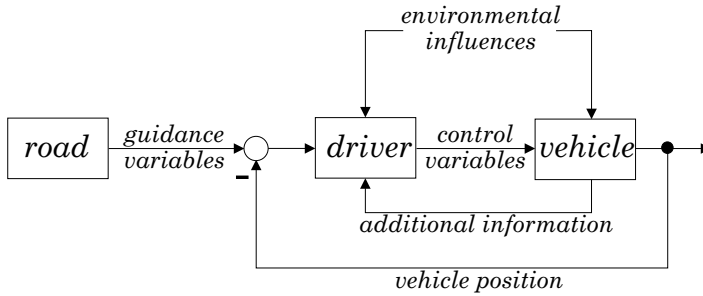 environmental
influences
road
guidance
variables
driver
control
variables
vehicle
-
additional information
vehicle position